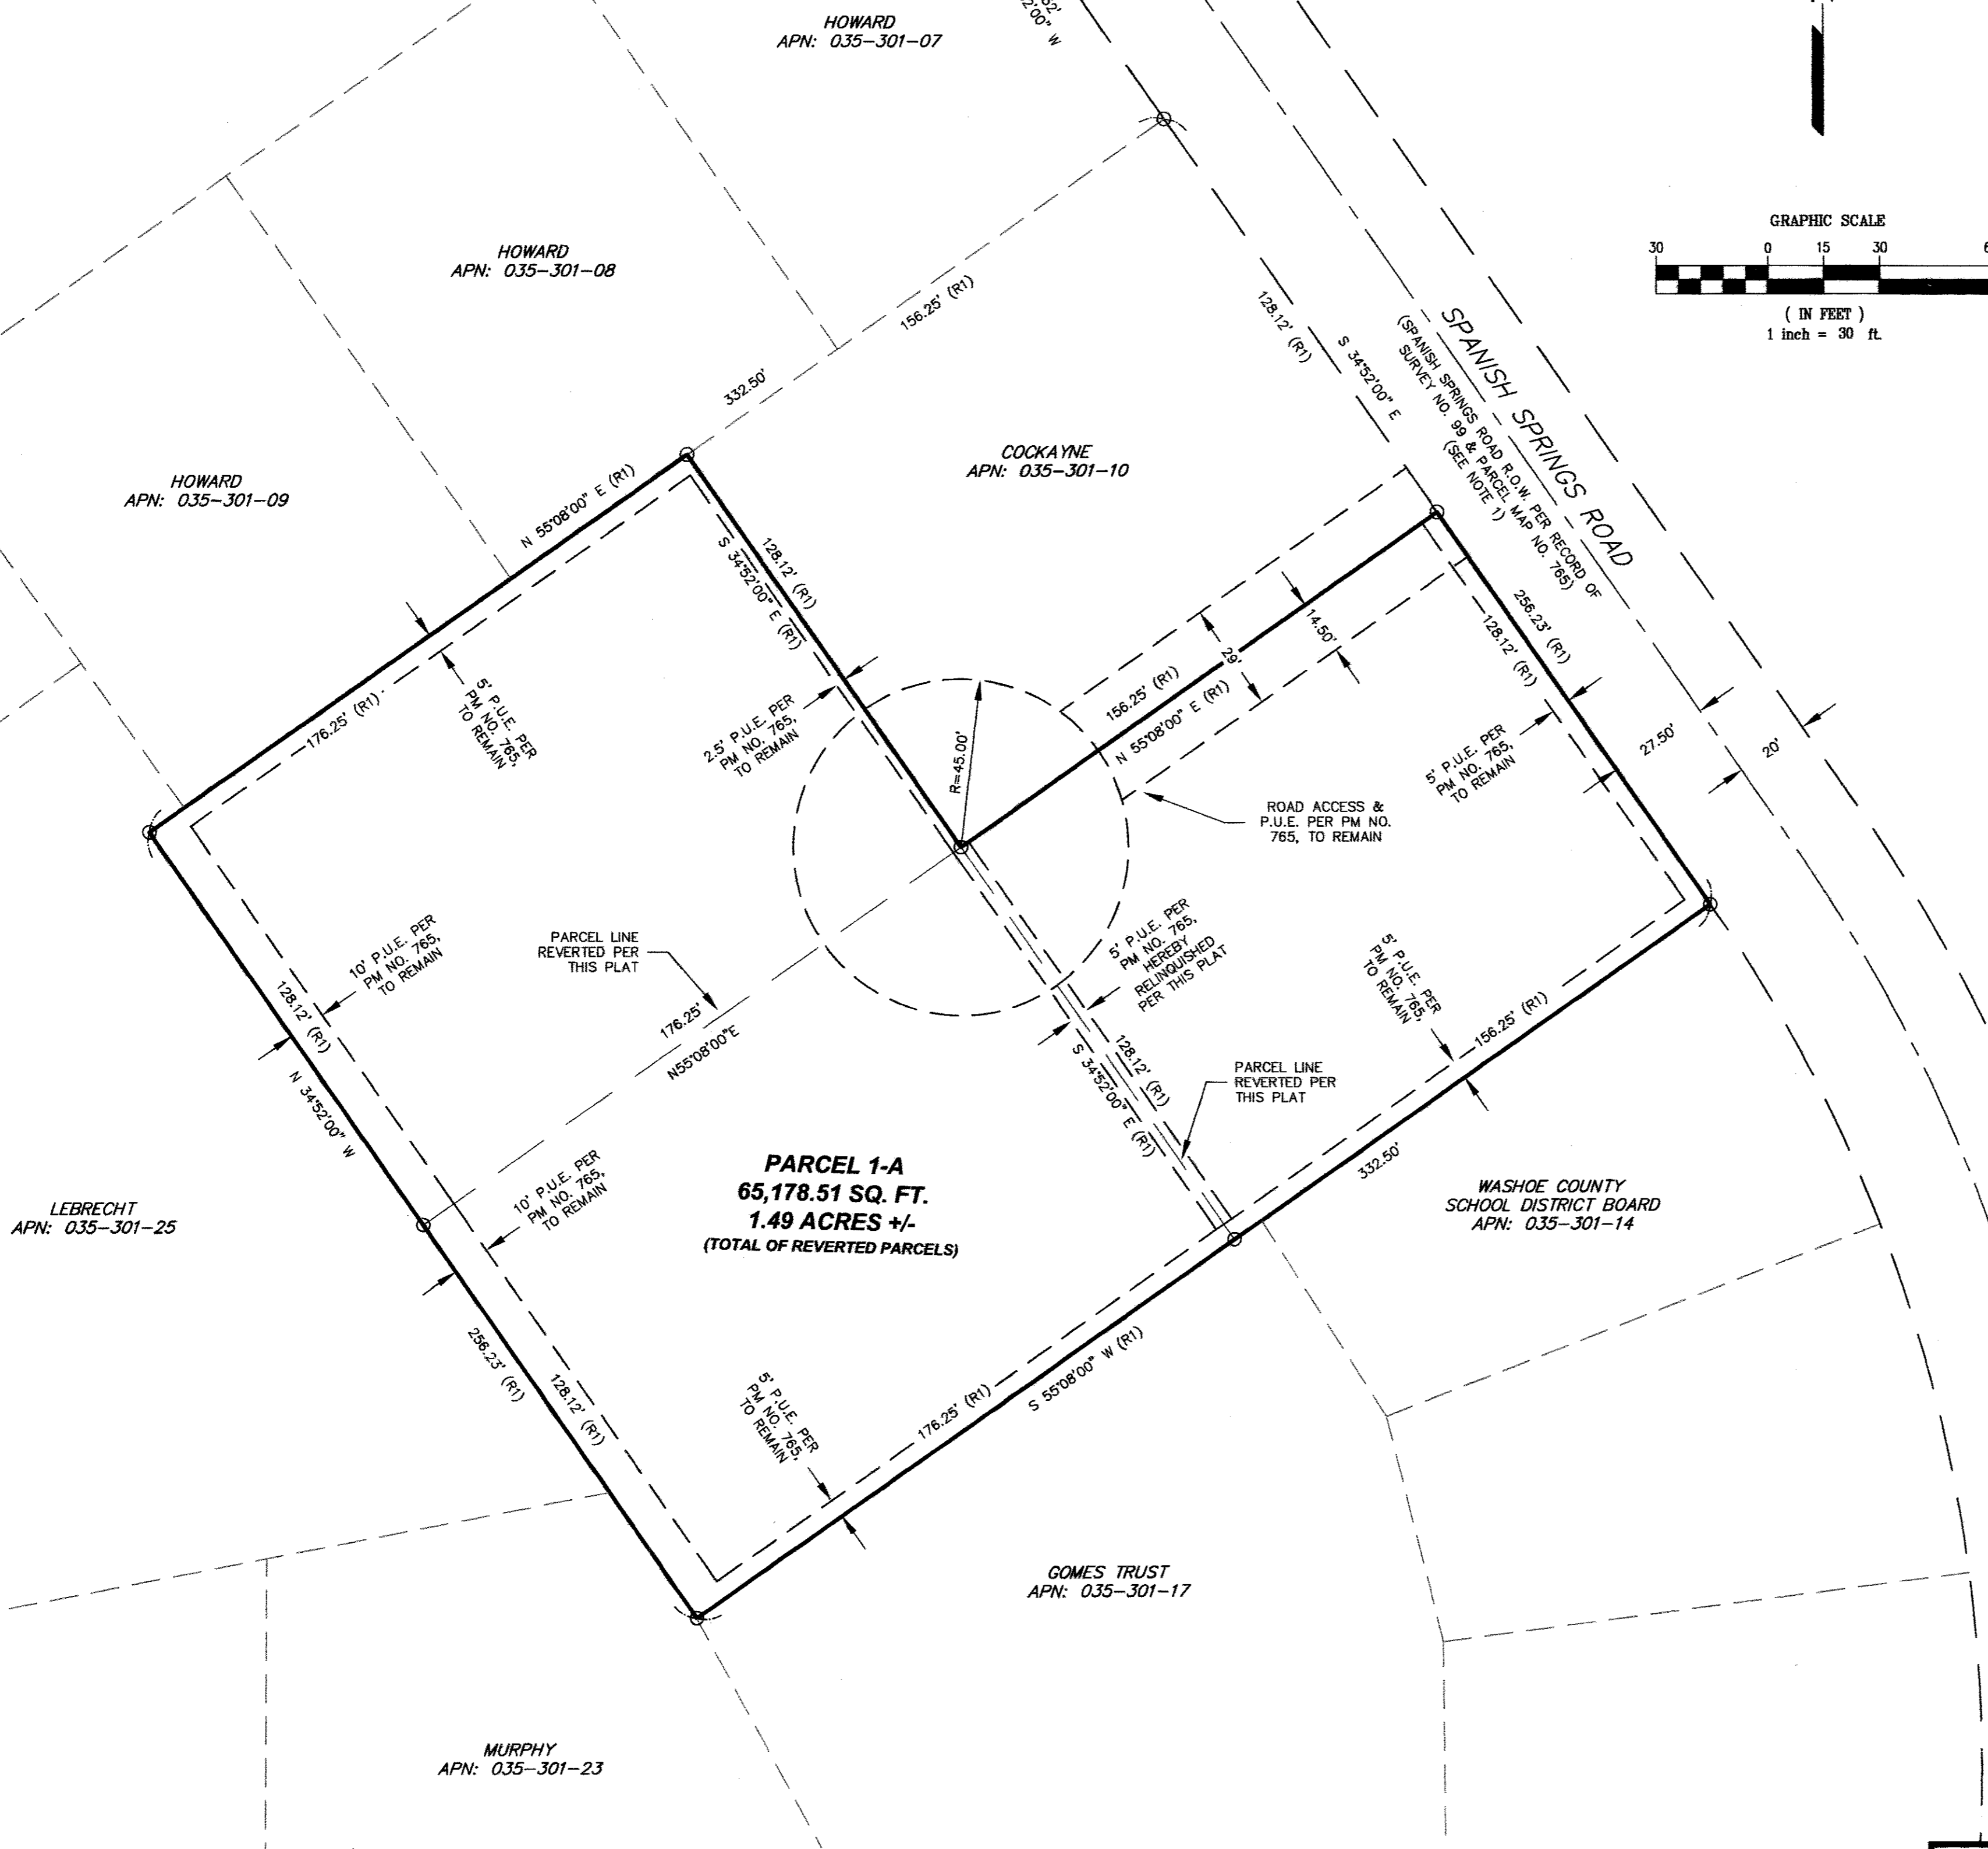 HOWARD
APN: 035-301-07
2'00" W
GRAPHIC SCALE
30 0 15 30
( IN FEET )
1 inch = 30 ft.
HOWARD
APN: 035-301-08
156.25' (R1)
128.12' (R1)
S 34°52'00" E
SPANISH SPRINGS ROAD
(SPANISH SPRINGS ROAD R.O.W. PER RECORD OF
SURVEY NO. 99 & PARCEL MAP NO. 765)
(SEE NOTE 1)
332.50'
COCKAYNE
APN: 035-301-10
HOWARD
APN: 035-301-09
N 55°08'00" E (R1)
128.12' (R1)
S 34°52'00" E (R1)
176.25' (R1)
5' P.U.E. PER
PM NO. 765,
TO REMAIN
2.5' P.U.E. PER
PM NO. 765,
TO REMAIN
R=45.00'
14.50'
29'
156.25' (R1)
N 55°08'00" E (R1)
256.23' (R1)
128.12' (R1)
5' P.U.E. PER
PM NO. 765,
TO REMAIN
27.50'
20'
ROAD ACCESS &
P.U.E. PER PM NO.
765, TO REMAIN
10' P.U.E. PER
PM NO. 765,
TO REMAIN
PARCEL LINE
REVERTED PER
THIS PLAT
176.25'
N55°08'00"E
5' P.U.E. PER
PM NO. 765,
HEREBY
RELINQUISHED
PER THIS PLAT
5' P.U.E. PER
PM NO. 765,
TO REMAIN
156.25' (R1)
128.12' (R1)
N 34°52'00" W
128.12' (R1)
S 34°52'00" E (R1)
PARCEL LINE
REVERTED PER
THIS PLAT
332.50'
10' P.U.E. PER
PM NO. 765,
TO REMAIN
PARCEL 1-A
65,178.51 SQ. FT.
1.49 ACRES +/-
(TOTAL OF REVERTED PARCELS)
WASHOE COUNTY
SCHOOL DISTRICT BOARD
APN: 035-301-14
LEBRECHT
APN: 035-301-25
256.23' (R1)
128.12' (R1)
5' P.U.E. PER
PM NO. 765,
TO REMAIN
176.25' (R1)
S 55°08'00" W (R1)
GOMES TRUST
APN: 035-301-17
MURPHY
APN: 035-301-23